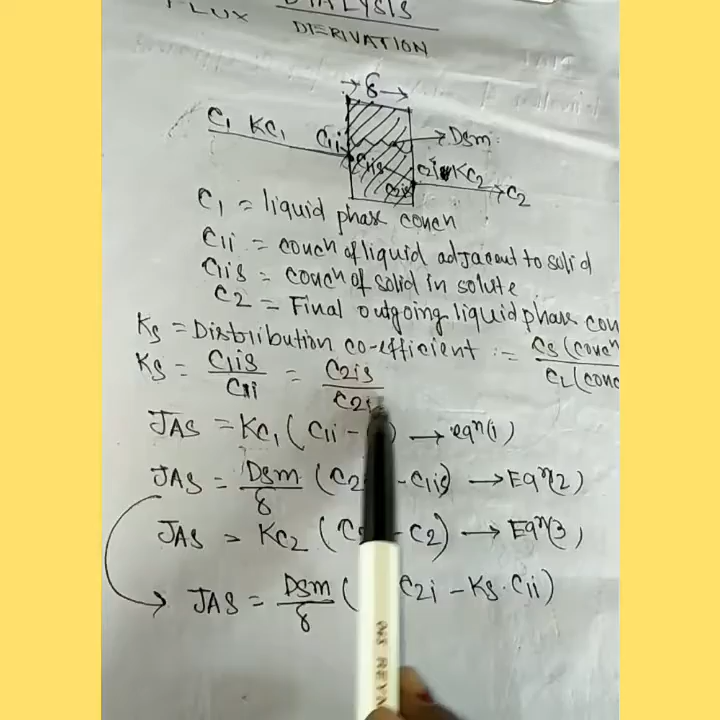 FLUX DIALYSIS
DERIVATION
→ δ →
C1 KC1 C1i
Dsm
C1is
C2i KC2
C2is → C2
C1 = liquid phase concn
C1i = concn of liquid adjacent to solid
C1is = concn of solid in solute
C2 = Final outgoing liquid phase con
Ks = Distribution co-efficient := Cs (concn
CL (conc
Ks = C1is / C1i = C2is / C2i
JAS = KC1 ( C1i - ) → eqn(1)
JAS = Dsm / δ ( C2 - C1is) → Eqn(2)
JAS = KC2 ( C2 - C2) → Eqn(3)
JAS = Dsm / δ ( C2i - Ks . C1i )